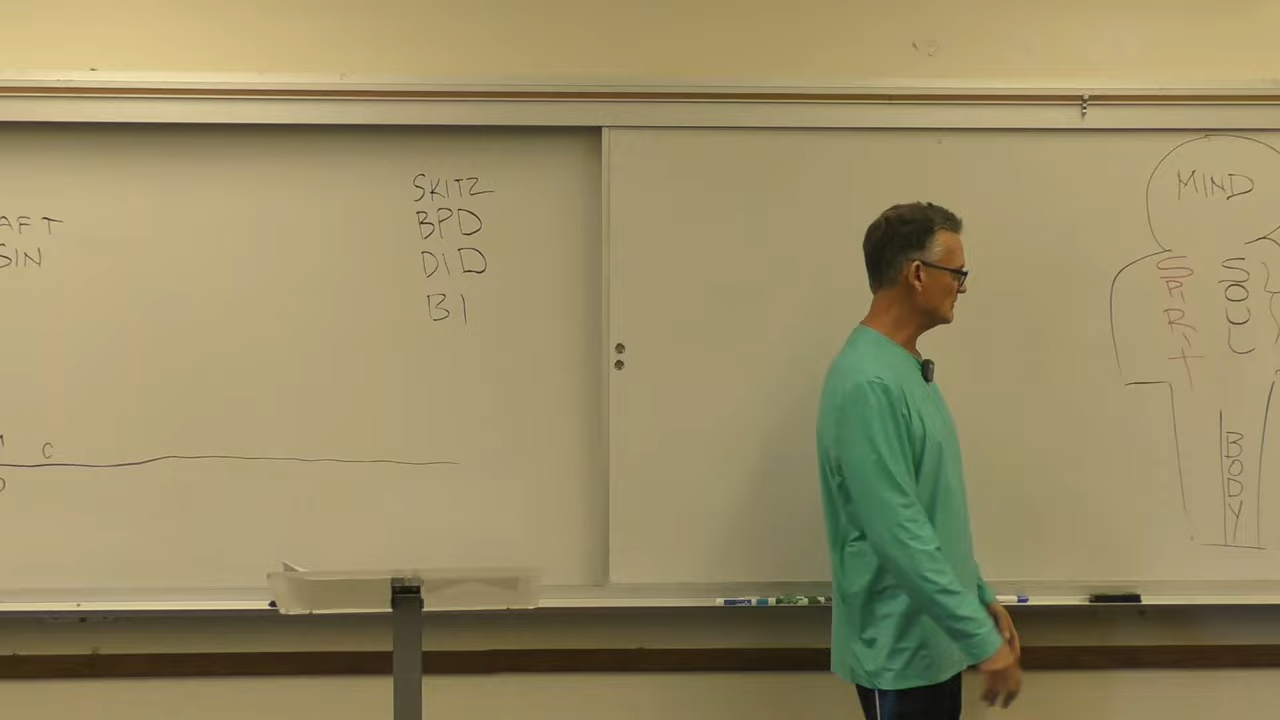 AFT
SIN
C
SKITZ
BPD
DID
BI
MIND
SPIRIT
SOUL
BODY